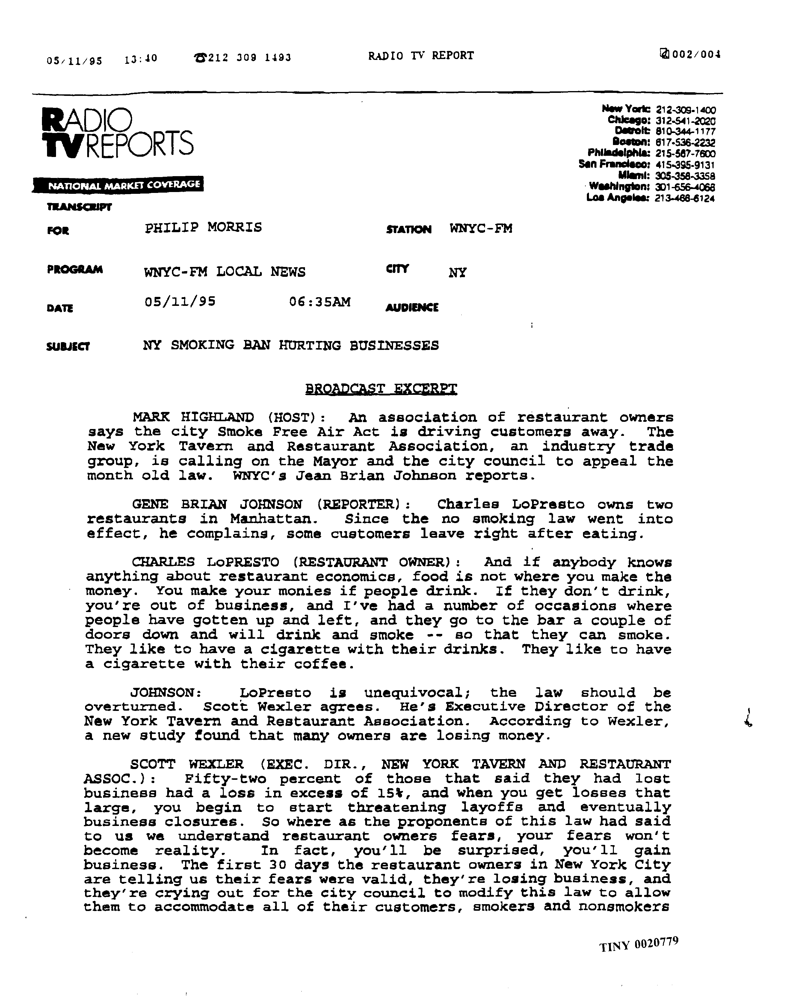 05/11/95 13:40 ☎212 309 1493 RADIO TV REPORT 002/004
RADIO
TV REPORTS
New York: 212-309-1400
Chicago: 312-541-2020
Detroit: 810-344-1177
Boston: 617-536-2232
Philadelphia: 215-567-7600
San Francisco: 415-395-9131
Miami: 305-358-3358
Washington: 301-656-4068
Los Angeles: 213-466-6124
NATIONAL MARKET COVERAGE
TRANSCRIPT
FOR PHILIP MORRIS STATION WNYC-FM
PROGRAM WNYC-FM LOCAL NEWS CITY NY
DATE 05/11/95 06:35AM AUDIENCE
SUBJECT NY SMOKING BAN HURTING BUSINESSES
BROADCAST EXCERPT
MARK HIGHLAND (HOST): An association of restaurant owners
says the city Smoke Free Air Act is driving customers away. The
New York Tavern and Restaurant Association, an industry trade
group, is calling on the Mayor and the city council to appeal the
month old law. WNYC's Jean Brian Johnson reports.
GENE BRIAN JOHNSON (REPORTER): Charles LoPresto owns two
restaurants in Manhattan. Since the no smoking law went into
effect, he complains, some customers leave right after eating.
CHARLES LoPRESTO (RESTAURANT OWNER): And if anybody knows
anything about restaurant economics, food is not where you make the
money. You make your monies if people drink. If they don't drink,
you're out of business, and I've had a number of occasions where
people have gotten up and left, and they go to the bar a couple of
doors down and will drink and smoke -- so that they can smoke.
They like to have a cigarette with their drinks. They like to have
a cigarette with their coffee.
JOHNSON: LoPresto is unequivocal; the law should be
overturned. Scott Wexler agrees. He's Executive Director of the
New York Tavern and Restaurant Association. According to Wexler,
a new study found that many owners are losing money.
SCOTT WEXLER (EXEC. DIR., NEW YORK TAVERN AND RESTAURANT
ASSOC.): Fifty-two percent of those that said they had lost
business had a loss in excess of 15%, and when you get losses that
large, you begin to start threatening layoffs and eventually
business closures. So where as the proponents of this law had said
to us we understand restaurant owners fears, your fears won't
become reality. In fact, you'll be surprised, you'll gain
business. The first 30 days the restaurant owners in New York City
are telling us their fears were valid, they're losing business, and
they're crying out for the city council to modify this law to allow
them to accommodate all of their customers, smokers and nonsmokers
TINY 0020779